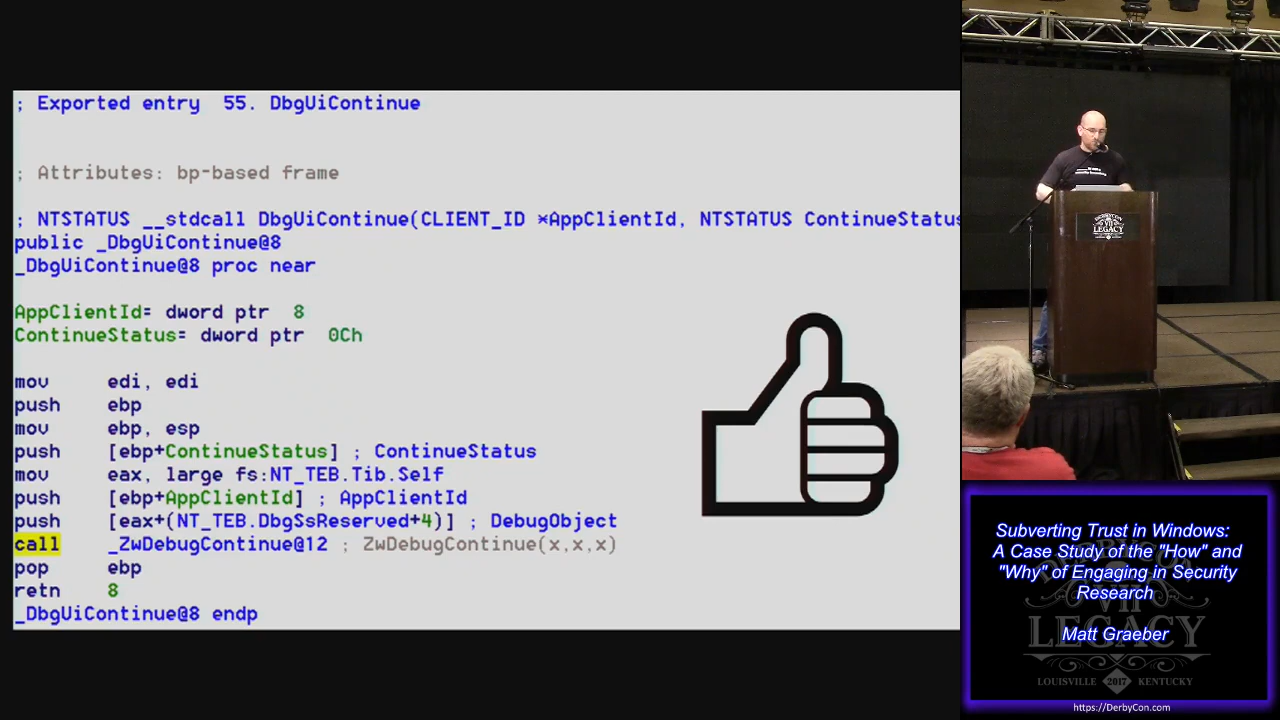 ; Exported entry  55. DbgUiContinue
; Attributes: bp-based frame
; NTSTATUS __stdcall DbgUiContinue(CLIENT_ID *AppClientId, NTSTATUS ContinueStatus
public _DbgUiContinue@8
_DbgUiContinue@8 proc near
AppClientId= dword ptr  8
ContinueStatus= dword ptr  0Ch
mov     edi, edi
push    ebp
mov     ebp, esp
push    [ebp+ContinueStatus] ; ContinueStatus
mov     eax, large fs:NT_TEB.Tib.Self
push    [ebp+AppClientId] ; AppClientId
push    [eax+(NT_TEB.DbgSsReserved+4)] ; DebugObject
call    _ZwDebugContinue@12 ; ZwDebugContinue(x,x,x)
pop     ebp
retn    8
_DbgUiContinue@8 endp
DERBYCON
LEGACY
Subverting Trust in Windows:
A Case Study of the "How" and
"Why" of Engaging in Security
Research
Matt Graeber
DERBYCON
VII
LEGACY
LOUISVILLE 2017 KENTUCKY
https://DerbyCon.com